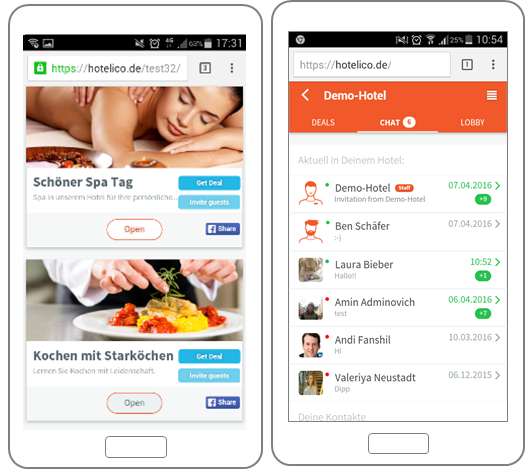 4G
63%
17:31
https://hotelico.de/test32/
3
Schöner Spa Tag
Get Deal
Spa in unserem Hotel für Ihre persönliche...
Invite guests
Open
Share
Kochen mit Starköchen
Get Deal
Lernen Sie Kochen mit Leidenschaft.
Invite guests
Open
Share
25%
10:54
https://hotelico.de/
1
Demo-Hotel
DEALS
CHAT 6
LOBBY
Aktuell in Deinem Hotel:
Demo-Hotel Staff 07.04.2016
Invitation from Demo-Hotel +9
Ben Schäfer 07.04.2016
:-)
Laura Bieber 10:52
Hallo!! +1
Amin Adminovich 06.04.2016
test +7
Andi Fanshil 10.03.2016
Hi
Valeriya Neustadt 06.12.2015
Dipp
Deine Kontakte